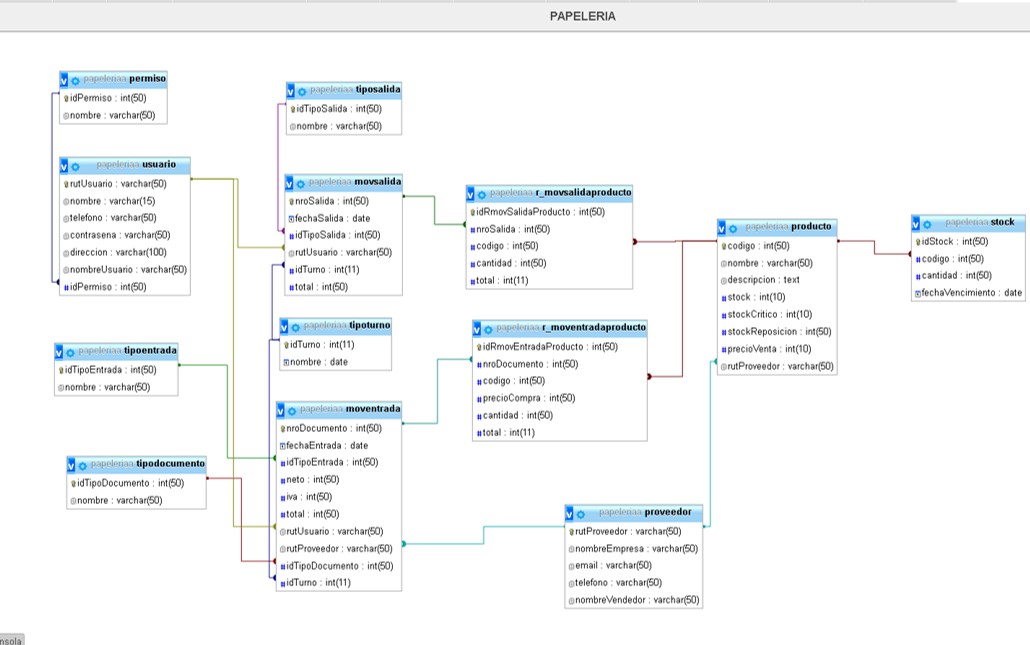 PAPELERIA
papeleriaa permiso
idPermiso : int(50)
nombre : varchar(50)
papeleriaa usuario
rutUsuario : varchar(50)
nombre : varchar(15)
telefono : varchar(50)
contrasena : varchar(50)
direccion : varchar(100)
nombreUsuario : varchar(50)
idPermiso : int(50)
papeleriaa tipoentrada
idTipoEntrada : int(50)
nombre : varchar(50)
papeleriaa tipodocumento
idTipoDocumento : int(50)
nombre : varchar(50)
papeleriaa tiposalida
idTipoSalida : int(50)
nombre : varchar(50)
papeleriaa movsalida
nroSalida : int(50)
fechaSalida : date
idTipoSalida : int(50)
rutUsuario : varchar(50)
idTurno : int(11)
total : int(50)
papeleriaa tipoturno
idTurno : int(11)
nombre : date
papeleriaa moventrada
nroDocumento : int(50)
fechaEntrada : date
idTipoEntrada : int(50)
neto : int(50)
iva : int(50)
total : int(50)
rutUsuario : varchar(50)
rutProveedor : varchar(50)
idTipoDocumento : int(50)
idTurno : int(11)
papeleriaa r_movsalidaproducto
idRmovSalidaProducto : int(50)
nroSalida : int(50)
codigo : int(50)
cantidad : int(50)
total : int(11)
papeleriaa r_moventradaproducto
idRmovEntradaProducto : int(50)
nroDocumento : int(50)
codigo : int(50)
precioCompra : int(50)
cantidad : int(50)
total : int(11)
papeleriaa proveedor
rutProveedor : varchar(50)
nombreEmpresa : varchar(50)
email : varchar(50)
telefono : varchar(50)
nombreVendedor : varchar(50)
papeleriaa producto
codigo : int(50)
nombre : varchar(50)
descripcion : text
stock : int(10)
stockCritico : int(10)
stockReposicion : int(50)
precioVenta : int(10)
rutProveedor : varchar(50)
papeleriaa stock
idStock : int(50)
codigo : int(50)
cantidad : int(50)
fechaVencimiento : date
nsola